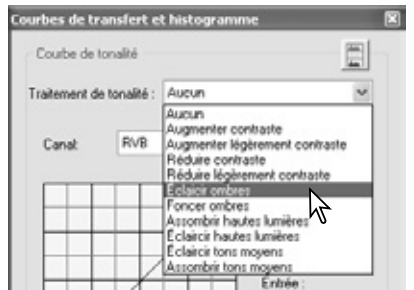 Courbes de transfert et histogramme
Courbe de tonalité
Traitement de tonalité : Aucun
Aucun
Augmenter contraste
Canal: RVB
Augmenter légèrement contraste
Réduire contraste
Réduire légèrement contraste
Eclaicir ombres
Foncer ombres
Assombrir hautes lumières
Éclaircir hautes lumières
Éclaircir tons moyens
Assombrir tons moyens
Entrée :